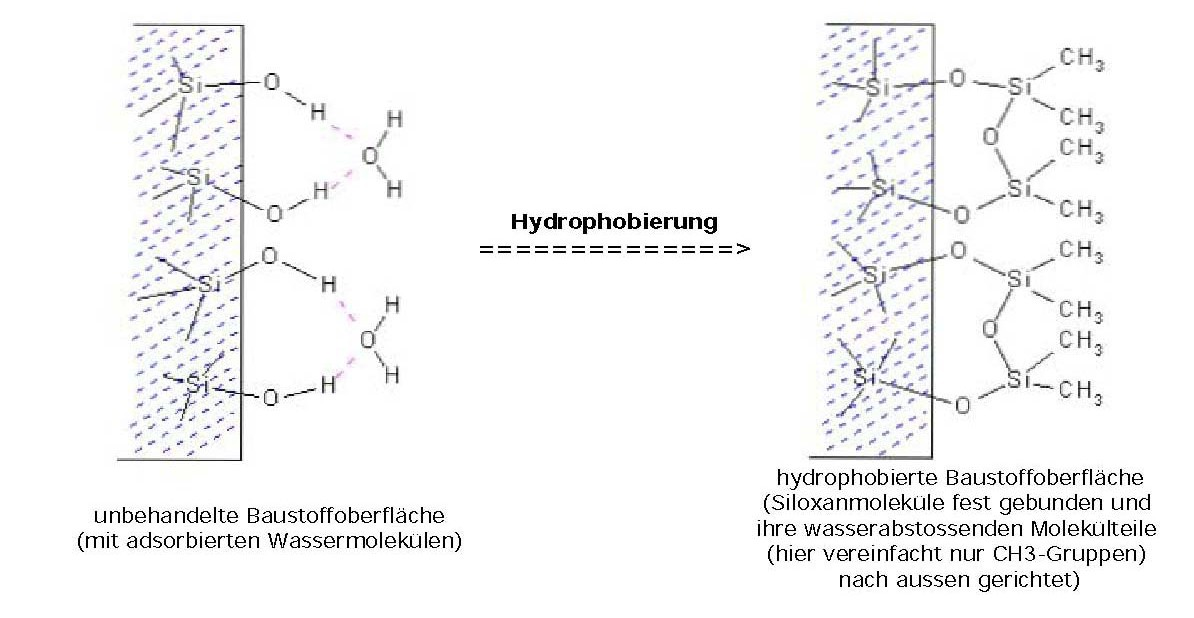 Si O H H O H
Si O H
Si O H H O H
Si O H
Hydrophobierung
==============>
Si O Si CH3 CH3
O
Si O Si CH3 CH3
Si O Si CH3 CH3
O
Si O Si CH3 CH3
unbehandelte Baustoffoberfläche
(mit adsorbierten Wassermolekülen)
hydrophobierte Baustoffoberfläche
(Siloxanmoleküle fest gebunden und
ihre wasserabstossenden Molekülteile
(hier vereinfacht nur CH3-Gruppen)
nach aussen gerichtet)